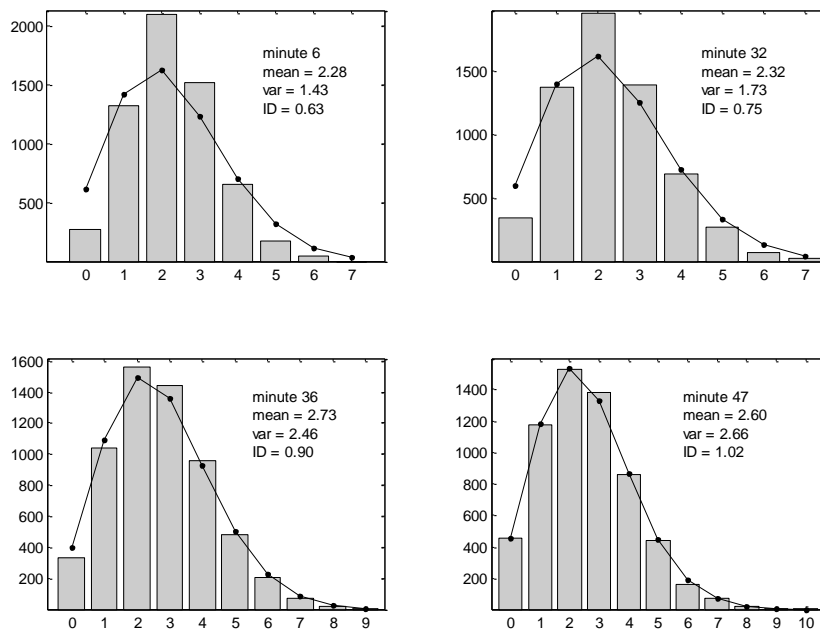 2000
1500
1000
500
minute 6
mean = 2.28
var = 1.43
ID = 0.63
0 1 2 3 4 5 6 7
1500
1000
500
minute 32
mean = 2.32
var = 1.73
ID = 0.75
0 1 2 3 4 5 6 7
1600
1400
1200
1000
800
600
400
200
minute 36
mean = 2.73
var = 2.46
ID = 0.90
0 1 2 3 4 5 6 7 8 9
1400
1200
1000
800
600
400
200
minute 47
mean = 2.60
var = 2.66
ID = 1.02
0 1 2 3 4 5 6 7 8 9 10